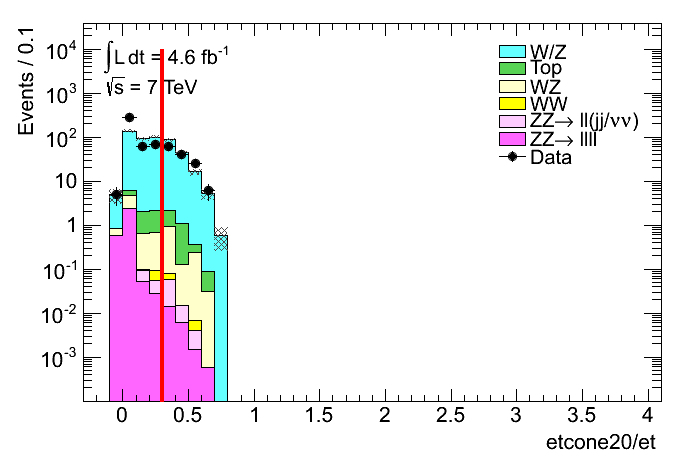 Events / 0.1
10⁴
10³
10²
10
1
10⁻¹
10⁻²
10⁻³
∫L dt = 4.6 fb⁻¹
√s = 7 TeV
W/Z
Top
WZ
WW
ZZ→ ll(jj/νν)
ZZ→ llll
Data
0 0.5 1 1.5 2 2.5 3 3.5 4
etcone20/et